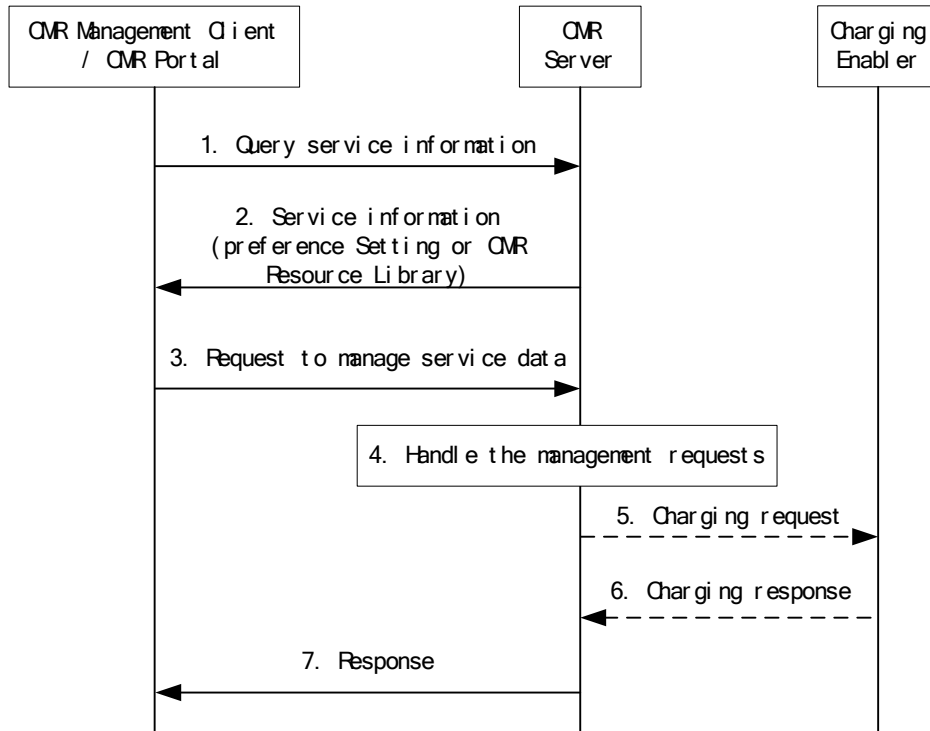 CMR Management Client
/ CMR Portal
CMR
Server
Charging
Enabler
1. Query service information
2. Service information
(preference Setting or CMR
Resource Library)
3. Request to manage service data
4. Handle the management requests
5. Charging request
6. Charging response
7. Response